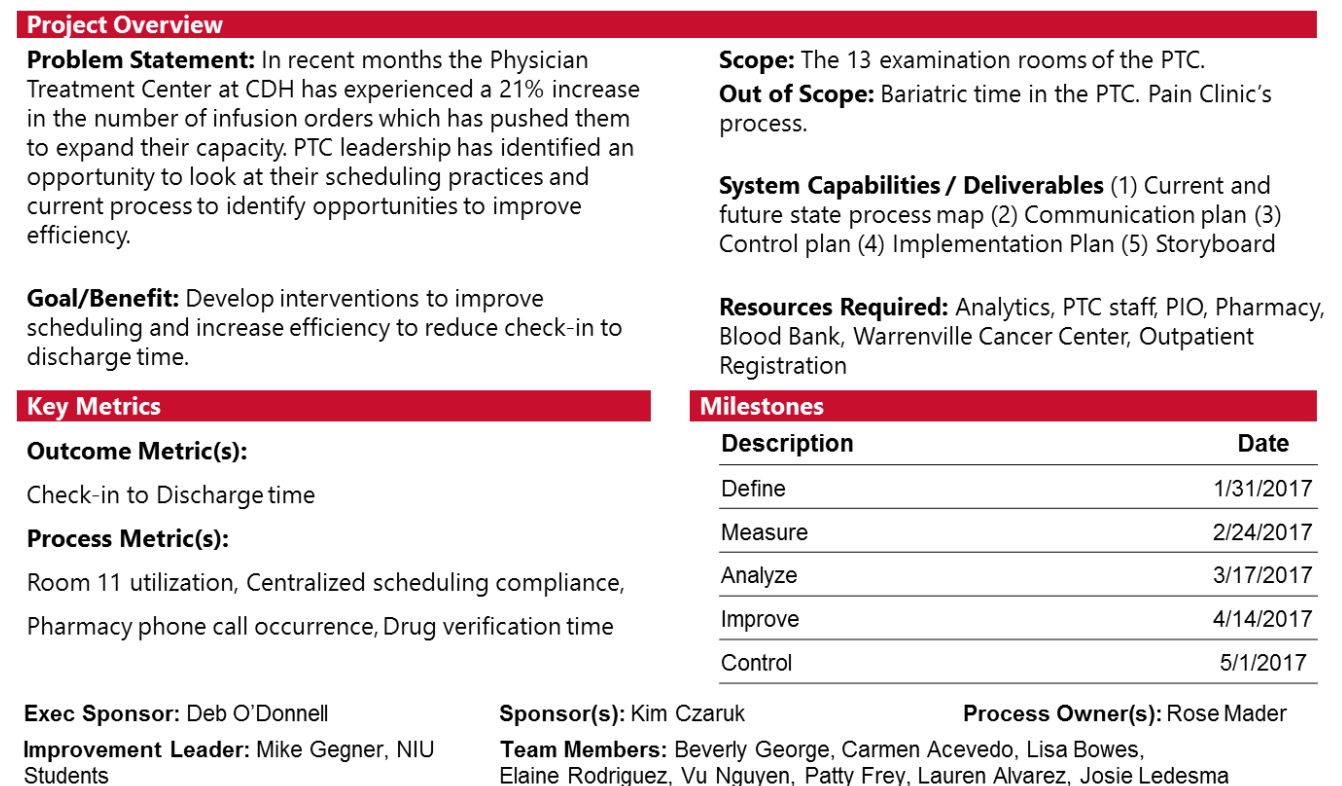 Project Overview
Problem Statement: In recent months the Physician
Treatment Center at CDH has experienced a 21% increase
in the number of infusion orders which has pushed them
to expand their capacity. PTC leadership has identified an
opportunity to look at their scheduling practices and
current process to identify opportunities to improve
efficiency.
Goal/Benefit: Develop interventions to improve
scheduling and increase efficiency to reduce check-in to
discharge time.
Scope: The 13 examination rooms of the PTC.
Out of Scope: Bariatric time in the PTC. Pain Clinic’s
process.
System Capabilities / Deliverables (1) Current and
future state process map (2) Communication plan (3)
Control plan (4) Implementation Plan (5) Storyboard
Resources Required: Analytics, PTC staff, PIO, Pharmacy,
Blood Bank, Warrenville Cancer Center, Outpatient
Registration
Key Metrics
Outcome Metric(s):
Check-in to Discharge time
Process Metric(s):
Room 11 utilization, Centralized scheduling compliance,
Pharmacy phone call occurrence, Drug verification time
Milestones
Description Date
Define 1/31/2017
Measure 2/24/2017
Analyze 3/17/2017
Improve 4/14/2017
Control 5/1/2017
Exec Sponsor: Deb O’Donnell
Sponsor(s): Kim Czaruk
Process Owner(s): Rose Mader
Improvement Leader: Mike Gegner, NIU
Students
Team Members: Beverly George, Carmen Acevedo, Lisa Bowes,
Elaine Rodriguez, Vu Nguyen, Patty Frey, Lauren Alvarez, Josie Ledesma